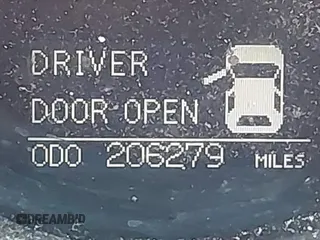 DRIVER
DOOR OPEN
ODO 206279 MILES
DREAMBID